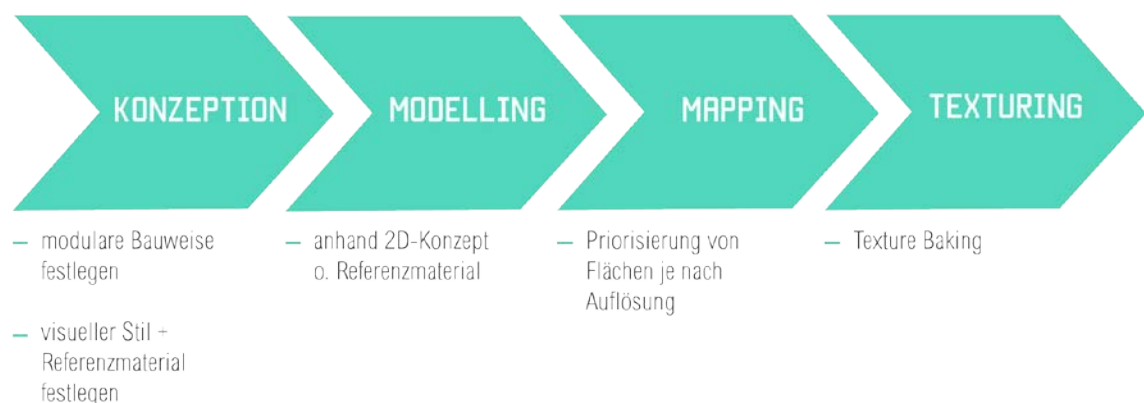 KONZEPTION
MODELLING
MAPPING
TEXTURING
– modulare Bauweise
festlegen
– visueller Stil +
Referenzmaterial
festlegen
– anhand 2D-Konzept
o. Referenzmaterial
– Priorisierung von
Flächen je nach
Auflösung
– Texture Baking